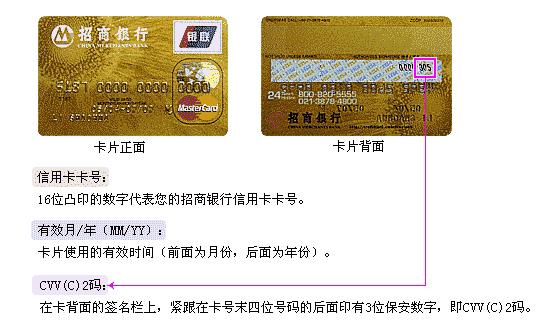 招商银行
CHINA MERCHANTS BANK
银联
MasterCard
0000 0000 0000
24
800-820-5555
021-3878-4800
招商银行
卡片正面
卡片背面
信用卡卡号：
16位凸印的数字代表您的招商银行信用卡卡号。
有效月/年（MM/YY）：
卡片使用的有效时间（前面为月份，后面为年份）。
CVV(C)2码：
在卡背面的签名栏上，紧跟在卡号末四位号码的后面印有3位保安数字，即CVV(C)2码。